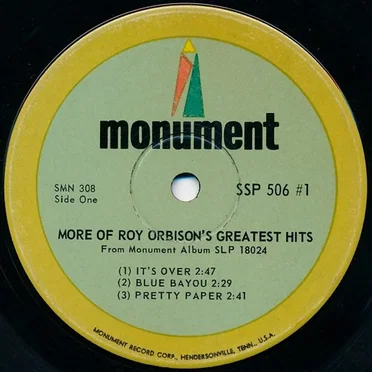 monument
SMN 308
Side One
SSP 506 #1
MORE OF ROY ORBISON'S GREATEST HITS
From Monument Album SLP 18024
(1) IT'S OVER 2:47
(2) BLUE BAYOU 2:29
(3) PRETTY PAPER 2:41
MONUMENT RECORD CORP., HENDERSONVILLE, TENN., U.S.A.